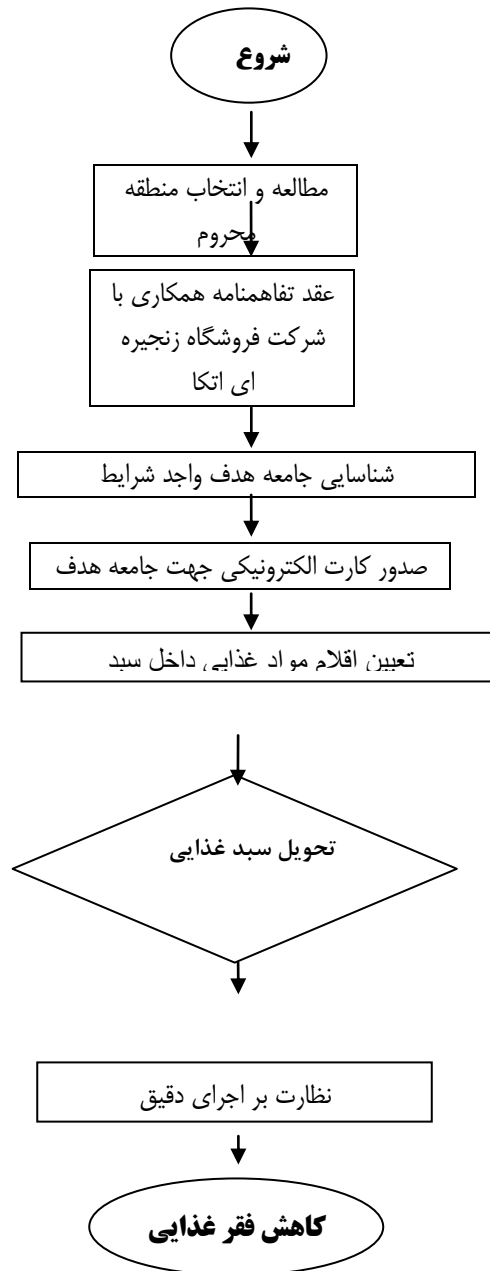 شروع
مطالعه و انتخاب منطقه
محروم
عقد تفاهمنامه همکاری با
شرکت فروشگاه زنجیره
ای اتکا
شناسایی جامعه هدف واجد شرایط
صدور کارت الکترونیکی جهت جامعه هدف
تعیین اقلام مواد غذایی داخل سبد
تحویل سبد غذایی
نظارت بر اجرای دقیق
کاهش فقر غذایی